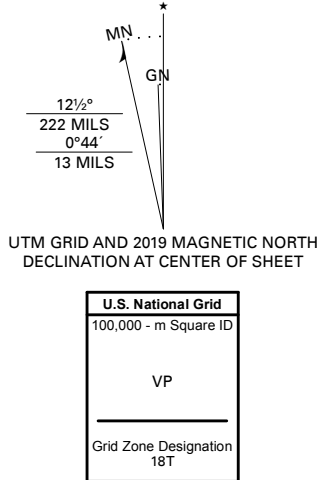 ★
MN
GN
12½°
222 MILS
0°44´
13 MILS
UTM GRID AND 2019 MAGNETIC NORTH
DECLINATION AT CENTER OF SHEET
U.S. National Grid
100,000 - m Square ID
VP
Grid Zone Designation
18T